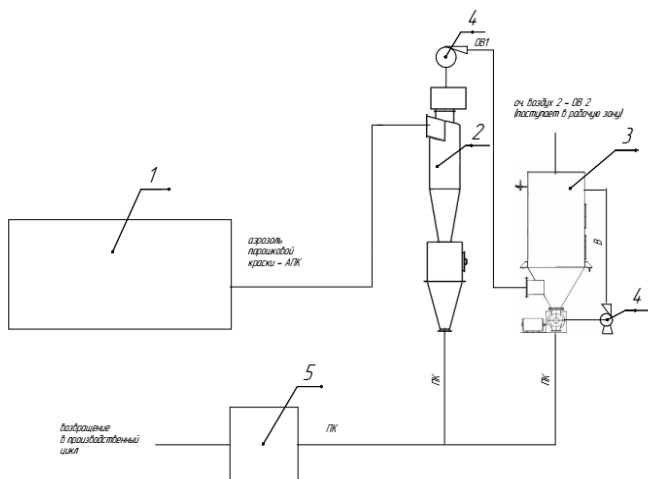 4
ОВ1
оч. воздух 2 - ОВ 2
(поступает в рабочую зону)
1
2
3
аэрозоль
порошковой
краски - АПК
В
4
ПК
ПК
5
ПК
возвращение
в производственный
цикл